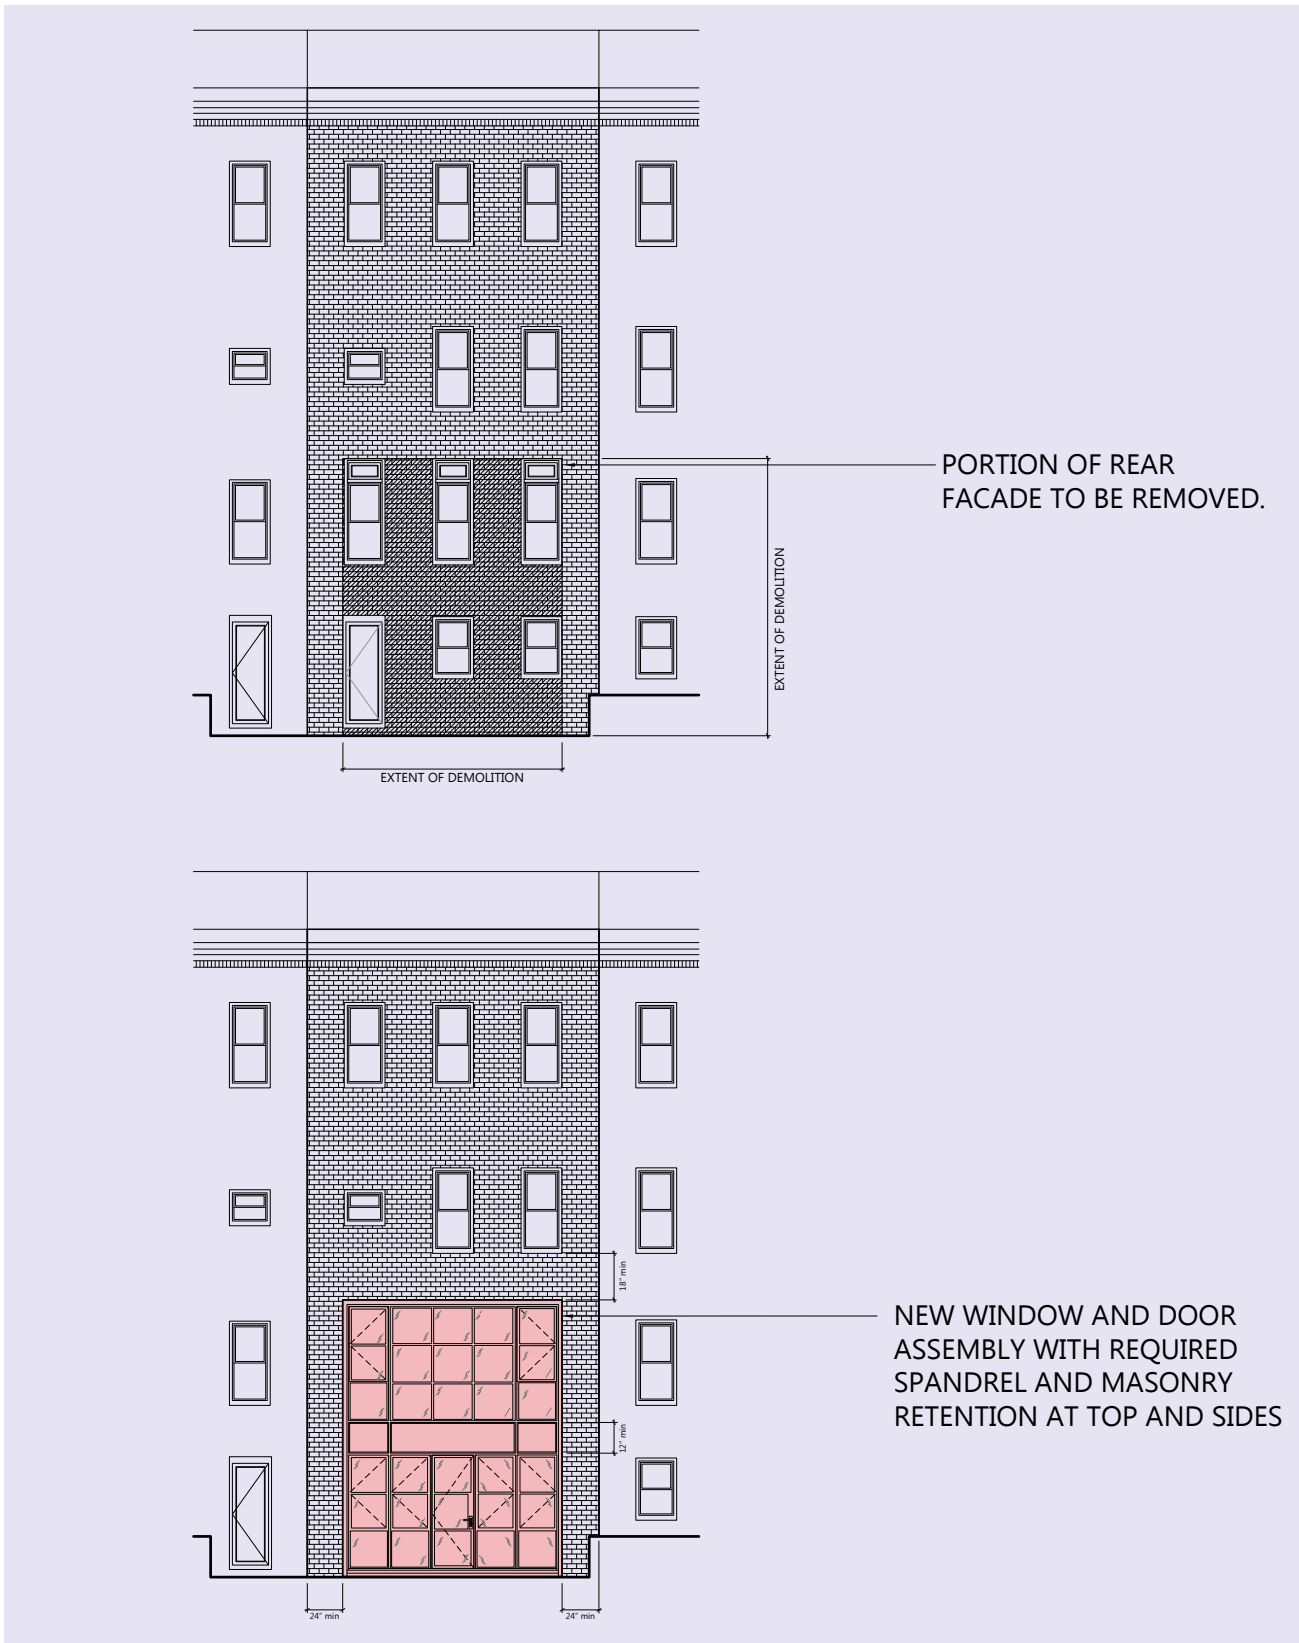 PORTION OF REAR
FACADE TO BE REMOVED.
EXTENT OF DEMOLITION
EXTENT OF DEMOLITION
18" min
NEW WINDOW AND DOOR
ASSEMBLY WITH REQUIRED
SPANDREL AND MASONRY
RETENTION AT TOP AND SIDES
12" min
24" min
24" min